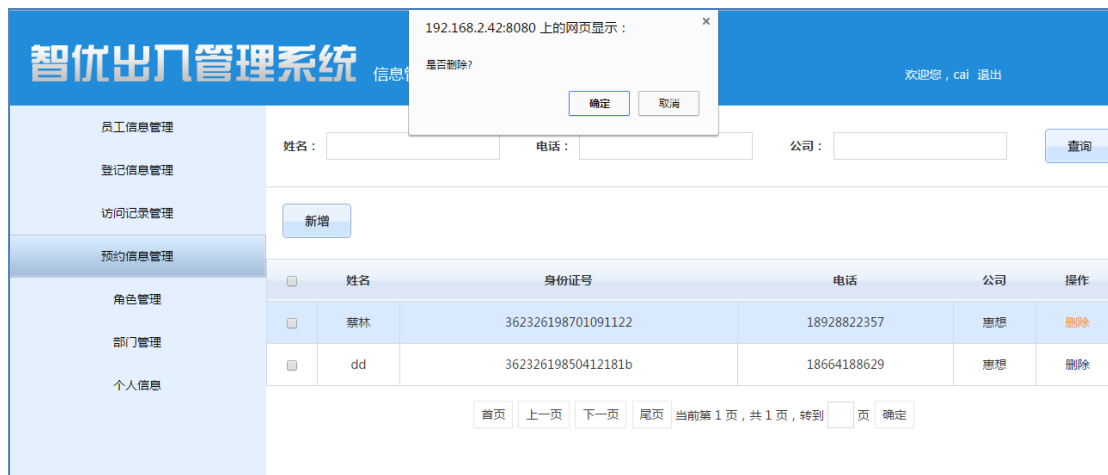 192.168.2.42:8080 上的网页显示：
×
是否删除?
确定 取消
智优出入管理系统 信息管
欢迎您，cai 退出
员工信息管理
登记信息管理
访问记录管理
预约信息管理
角色管理
部门管理
个人信息
姓名： 电话： 公司： 查询
新增
姓名 身份证号 电话 公司 操作
蔡林 362326198701091122 18928822357 惠想 删除
dd 36232619850412181b 18664188629 惠想 删除
首页 上一页 下一页 尾页 当前第 1 页，共 1 页，转到 页 确定